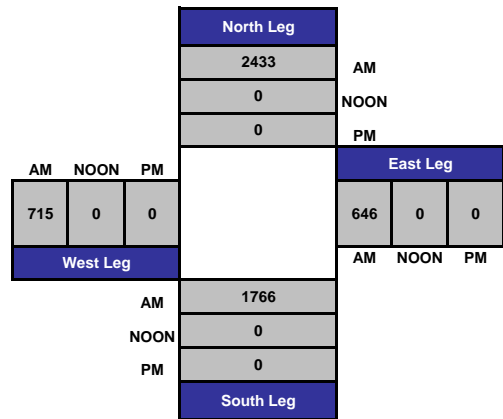 North Leg
2433 AM
0 NOON
0 PM
East Leg
AM NOON PM
715 0 0
646 0 0
West Leg
AM NOON PM
AM 1766
NOON 0
PM 0
South Leg